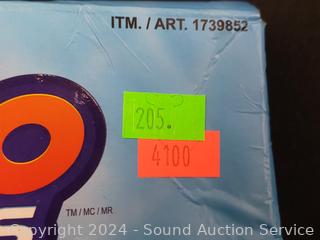 ITM. / ART. 1739852
205.
4100
TM / MC / MR
Copyright 2024 - Sound Auction Service